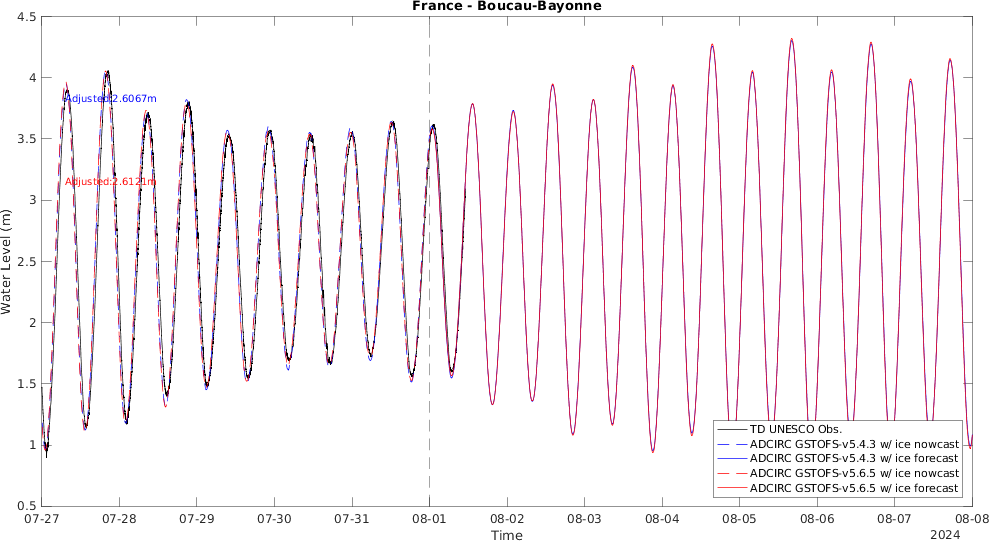 France - Boucau-Bayonne
Water Level (m)
4.5
4
3.5
3
2.5
2
1.5
1
0.5
Adjusted:2.6067m
Adjusted:2.6121m
TD UNESCO Obs.
ADCIRC GSTOFS-v5.4.3 w/ ice nowcast
ADCIRC GSTOFS-v5.4.3 w/ ice forecast
ADCIRC GSTOFS-v5.6.5 w/ ice nowcast
ADCIRC GSTOFS-v5.6.5 w/ ice forecast
07-27 07-28 07-29 07-30 07-31 08-01 08-02 08-03 08-04 08-05 08-06 08-07 08-08
Time
2024